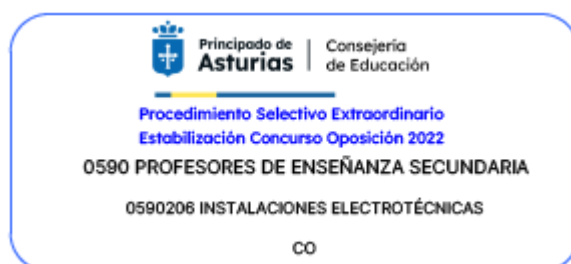 Principado de
Asturias
Consejería
de Educación
Procedimiento Selectivo Extraordinario
Estabilización Concurso Oposición 2022
0590 PROFESORES DE ENSEÑANZA SECUNDARIA
0590206 INSTALACIONES ELECTROTÉCNICAS
CO